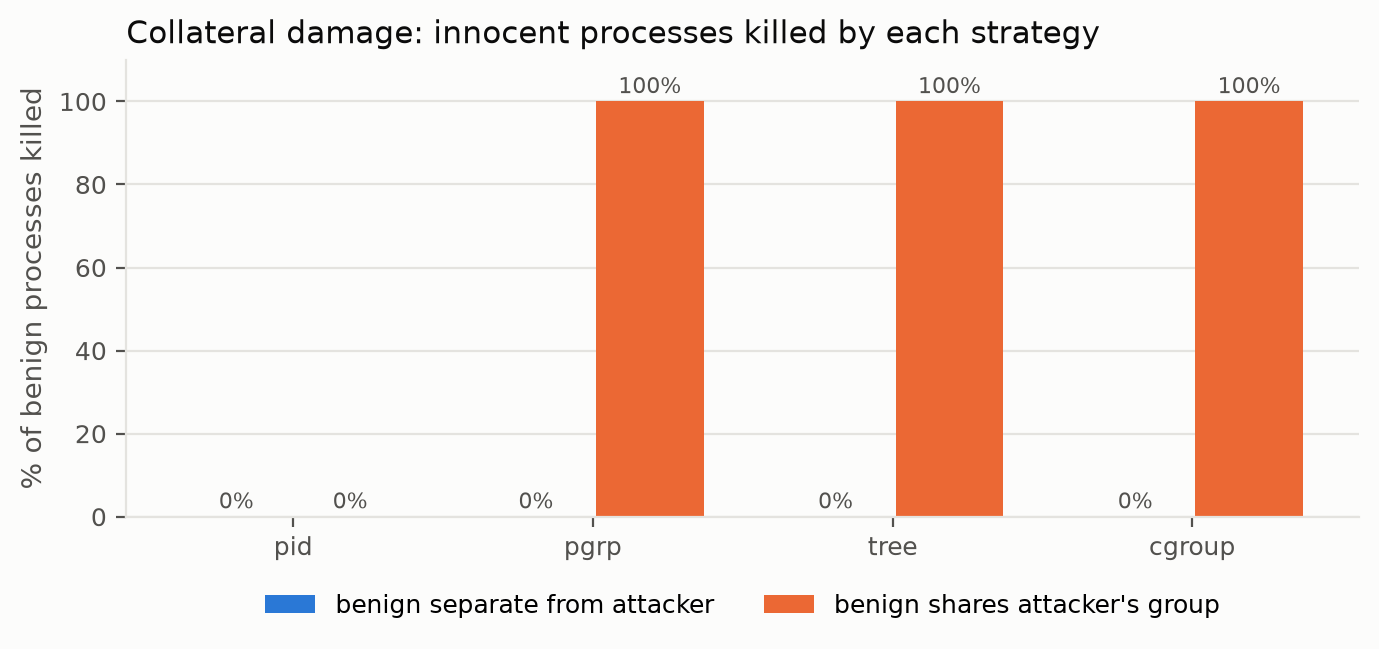 Collateral damage: innocent processes killed by each strategy
% of benign processes killed
100
80
60
40
20
0
0%
0%
0%
100%
0%
100%
0%
100%
pid
pgrp
tree
cgroup
benign separate from attacker
benign shares attacker's group